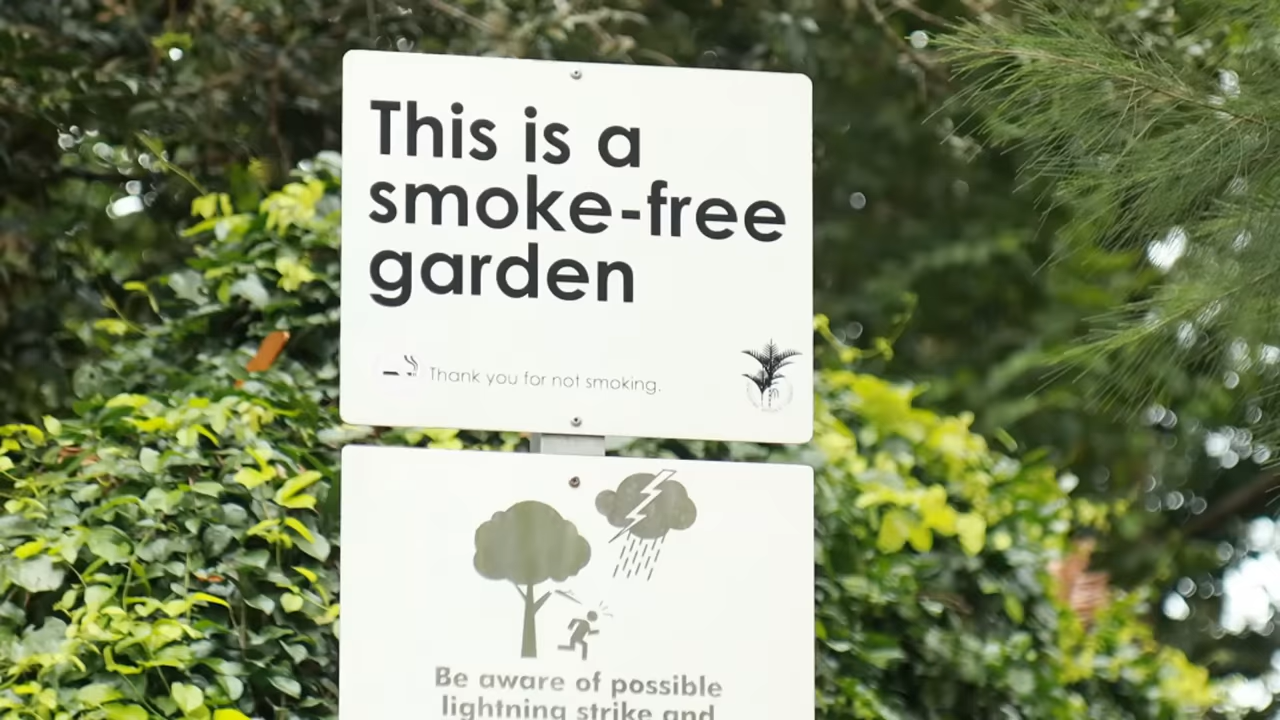 This is a
smoke-free
garden
Thank you for not smoking.
Be aware of possible
lightning strike and